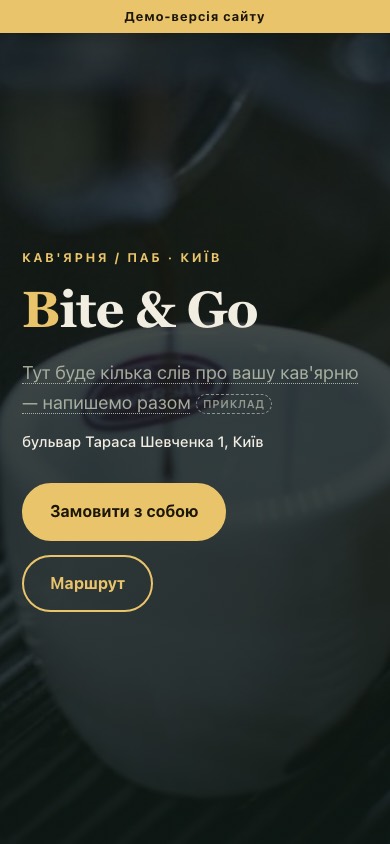 Демо-версія сайту
КАВ'ЯРНЯ / ПАБ · КИЇВ
Bite & Go
Тут буде кілька слів про вашу кав'ярню
— напишемо разом ПРИКЛАД
бульвар Тараса Шевченка 1, Київ
Замовити з собою
Маршрут